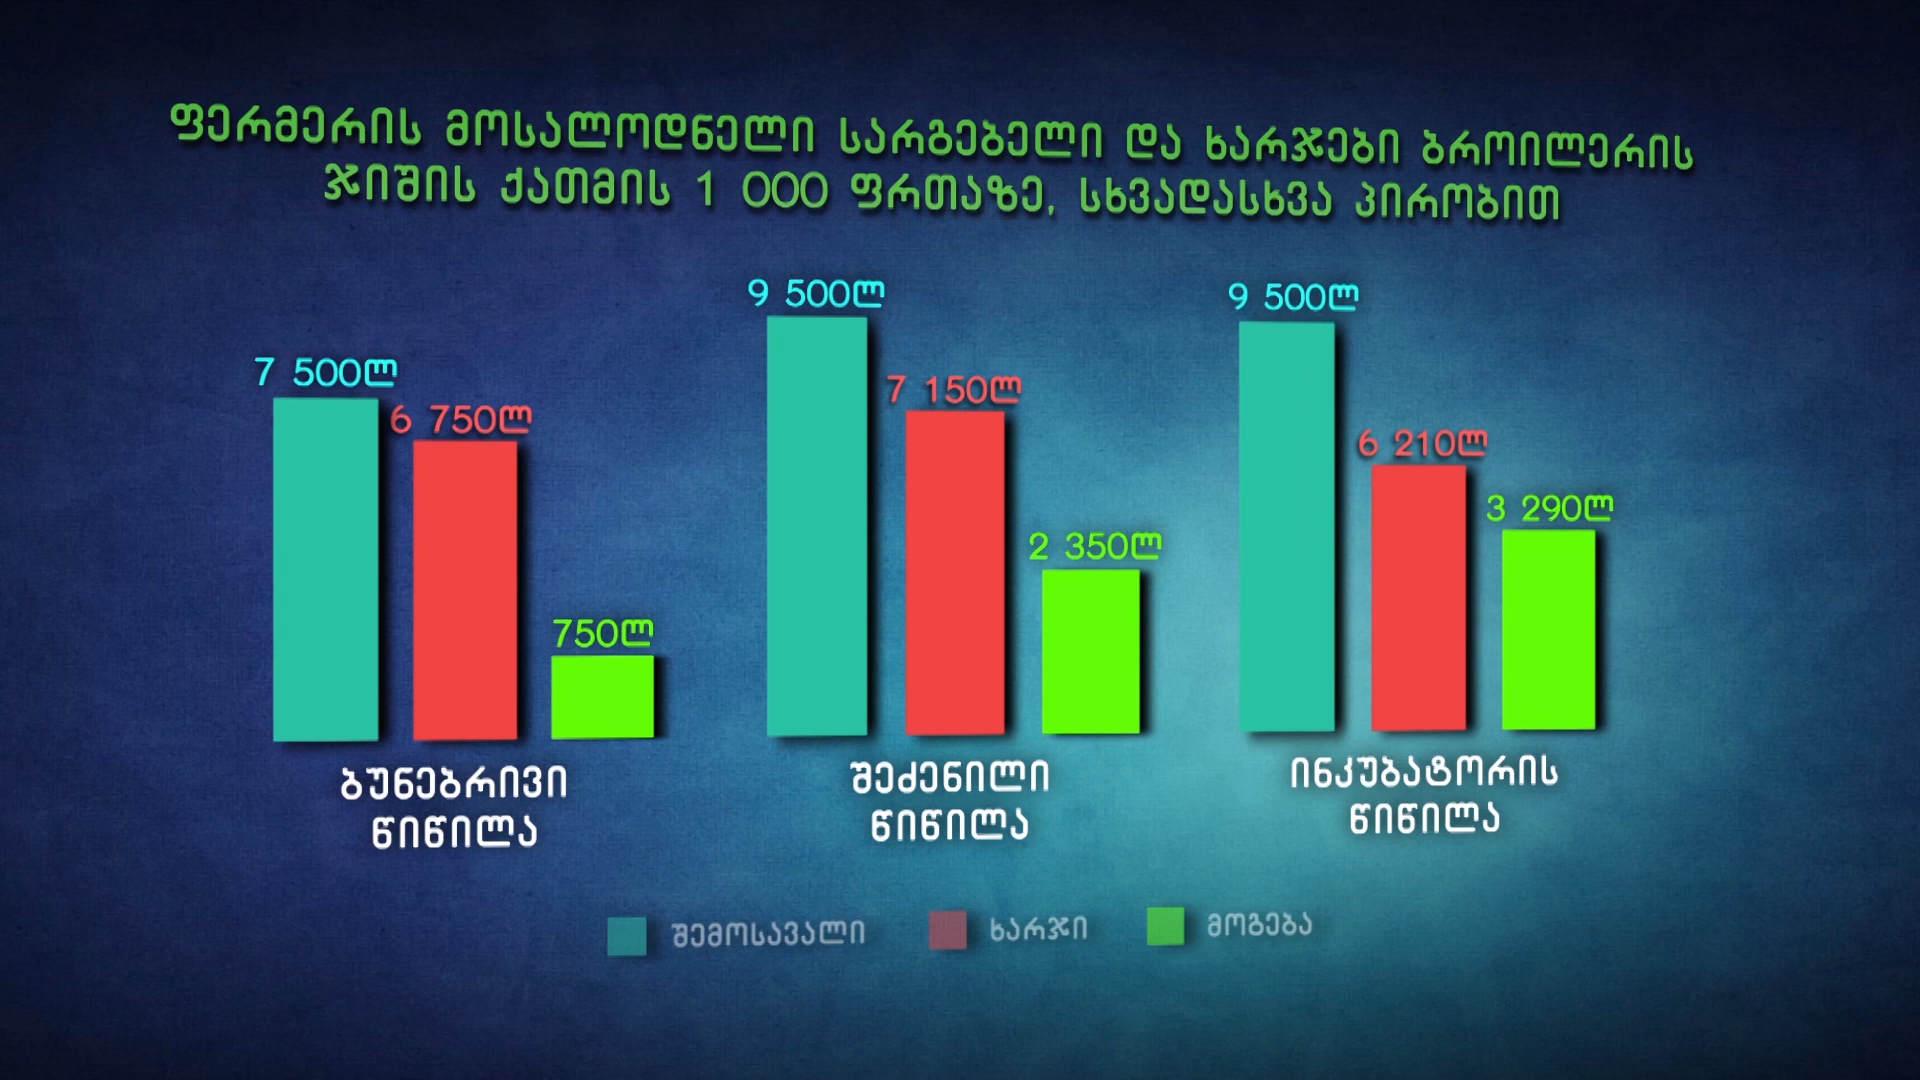 ფერმერის მოსალოდნელი სარგებელი და ხარჯები ბროილერის
ჯიშის ქათმის 1 000 ფრთაზე, სხვადასხვა პირობით
7 500ლ
6 750ლ
750ლ
ბუნებრივი
წიწილა
9 500ლ
7 150ლ
2 350ლ
შეძენილი
წიწილა
9 500ლ
6 210ლ
3 290ლ
ინკუბატორის
წიწილა
შემოსავალი
ხარჯი
მოგება